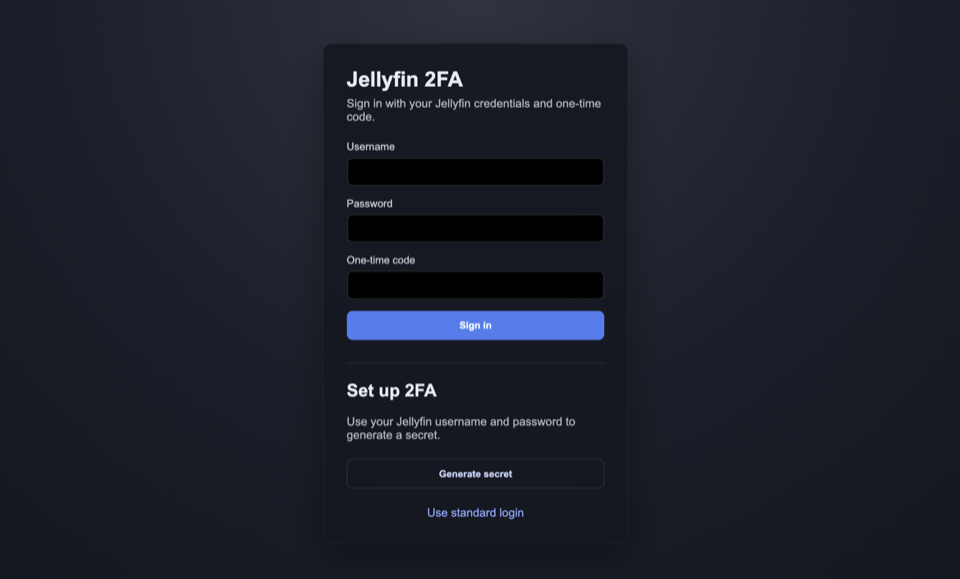 Jellyfin 2FA
Sign in with your Jellyfin credentials and one-time
code.
Username
Password
One-time code
Sign in
Set up 2FA
Use your Jellyfin username and password to
generate a secret.
Generate secret
Use standard login